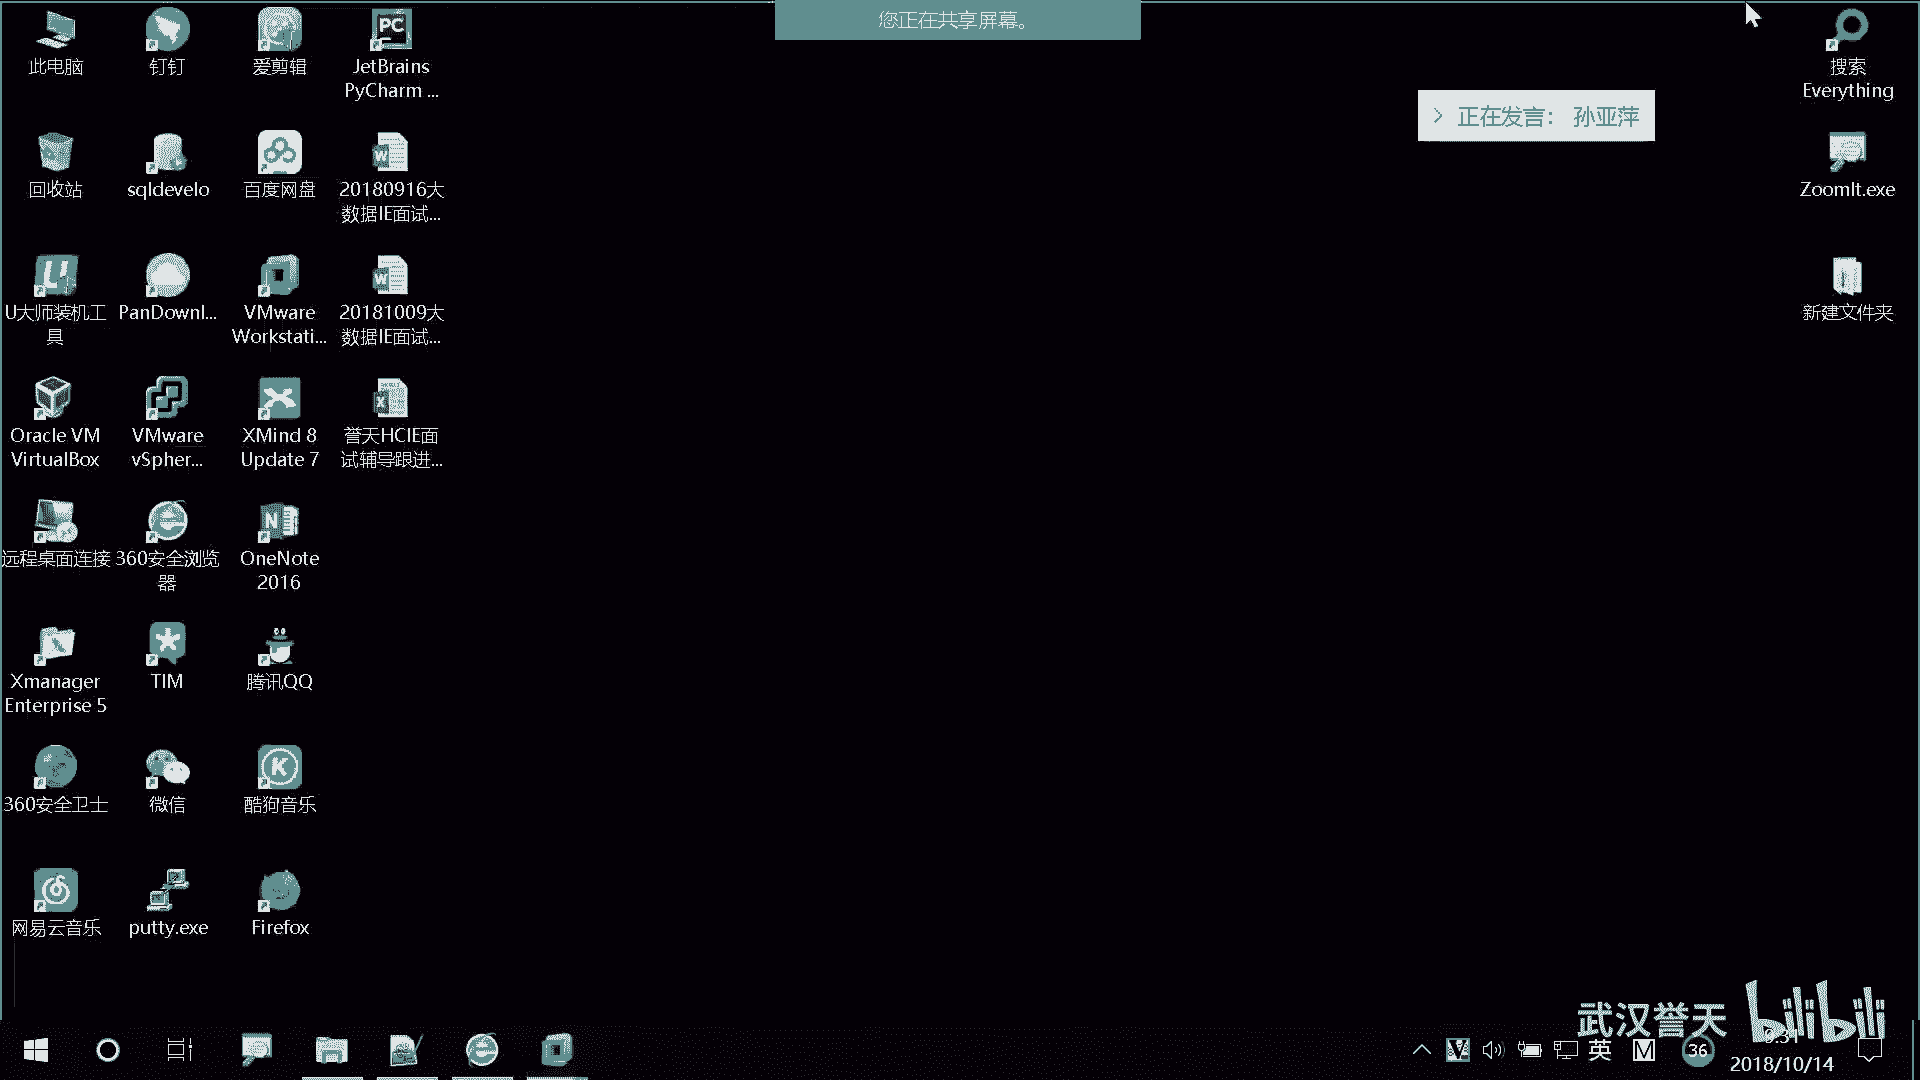 您正在共享屏幕。
此电脑
钉钉
爱剪辑
JetBrains
PyCharm ...
搜索
Everything
正在发言： 孙亚萍
回收站
sqldevelo
百度网盘
20180916大
数据IE面试...
ZoomIt.exe
U大师装机工
具
PanDownl...
VMware
Workstati...
20181009大
数据IE面试...
新建文件夹
Oracle VM
VirtualBox
VMware
vSpher...
XMind 8
Update 7
誉天HCIE面
试辅导跟进...
远程桌面连接
360安全浏览
器
OneNote
2016
Xmanager
Enterprise 5
TIM
腾讯QQ
360安全卫士
微信
酷狗音乐
网易云音乐
putty.exe
Firefox
武汉誉天
bilibili
英
36
9:31
2018/10/14